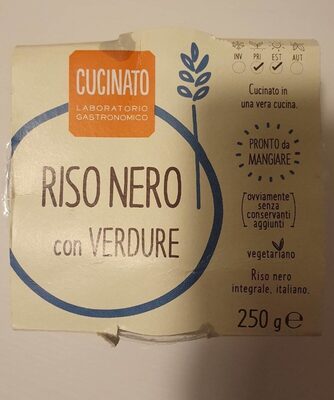 CUCINATO
LABORATORIO
GASTRONOMICO
RISO NERO
con VERDURE
INV PRI EST AUT
Cucinato in
una vera cucina.
PRONTO da
MANGIARE
ovviamente
senza
conservanti
aggiunti
vegetariano
Riso nero
integrale, italiano.
250 g e